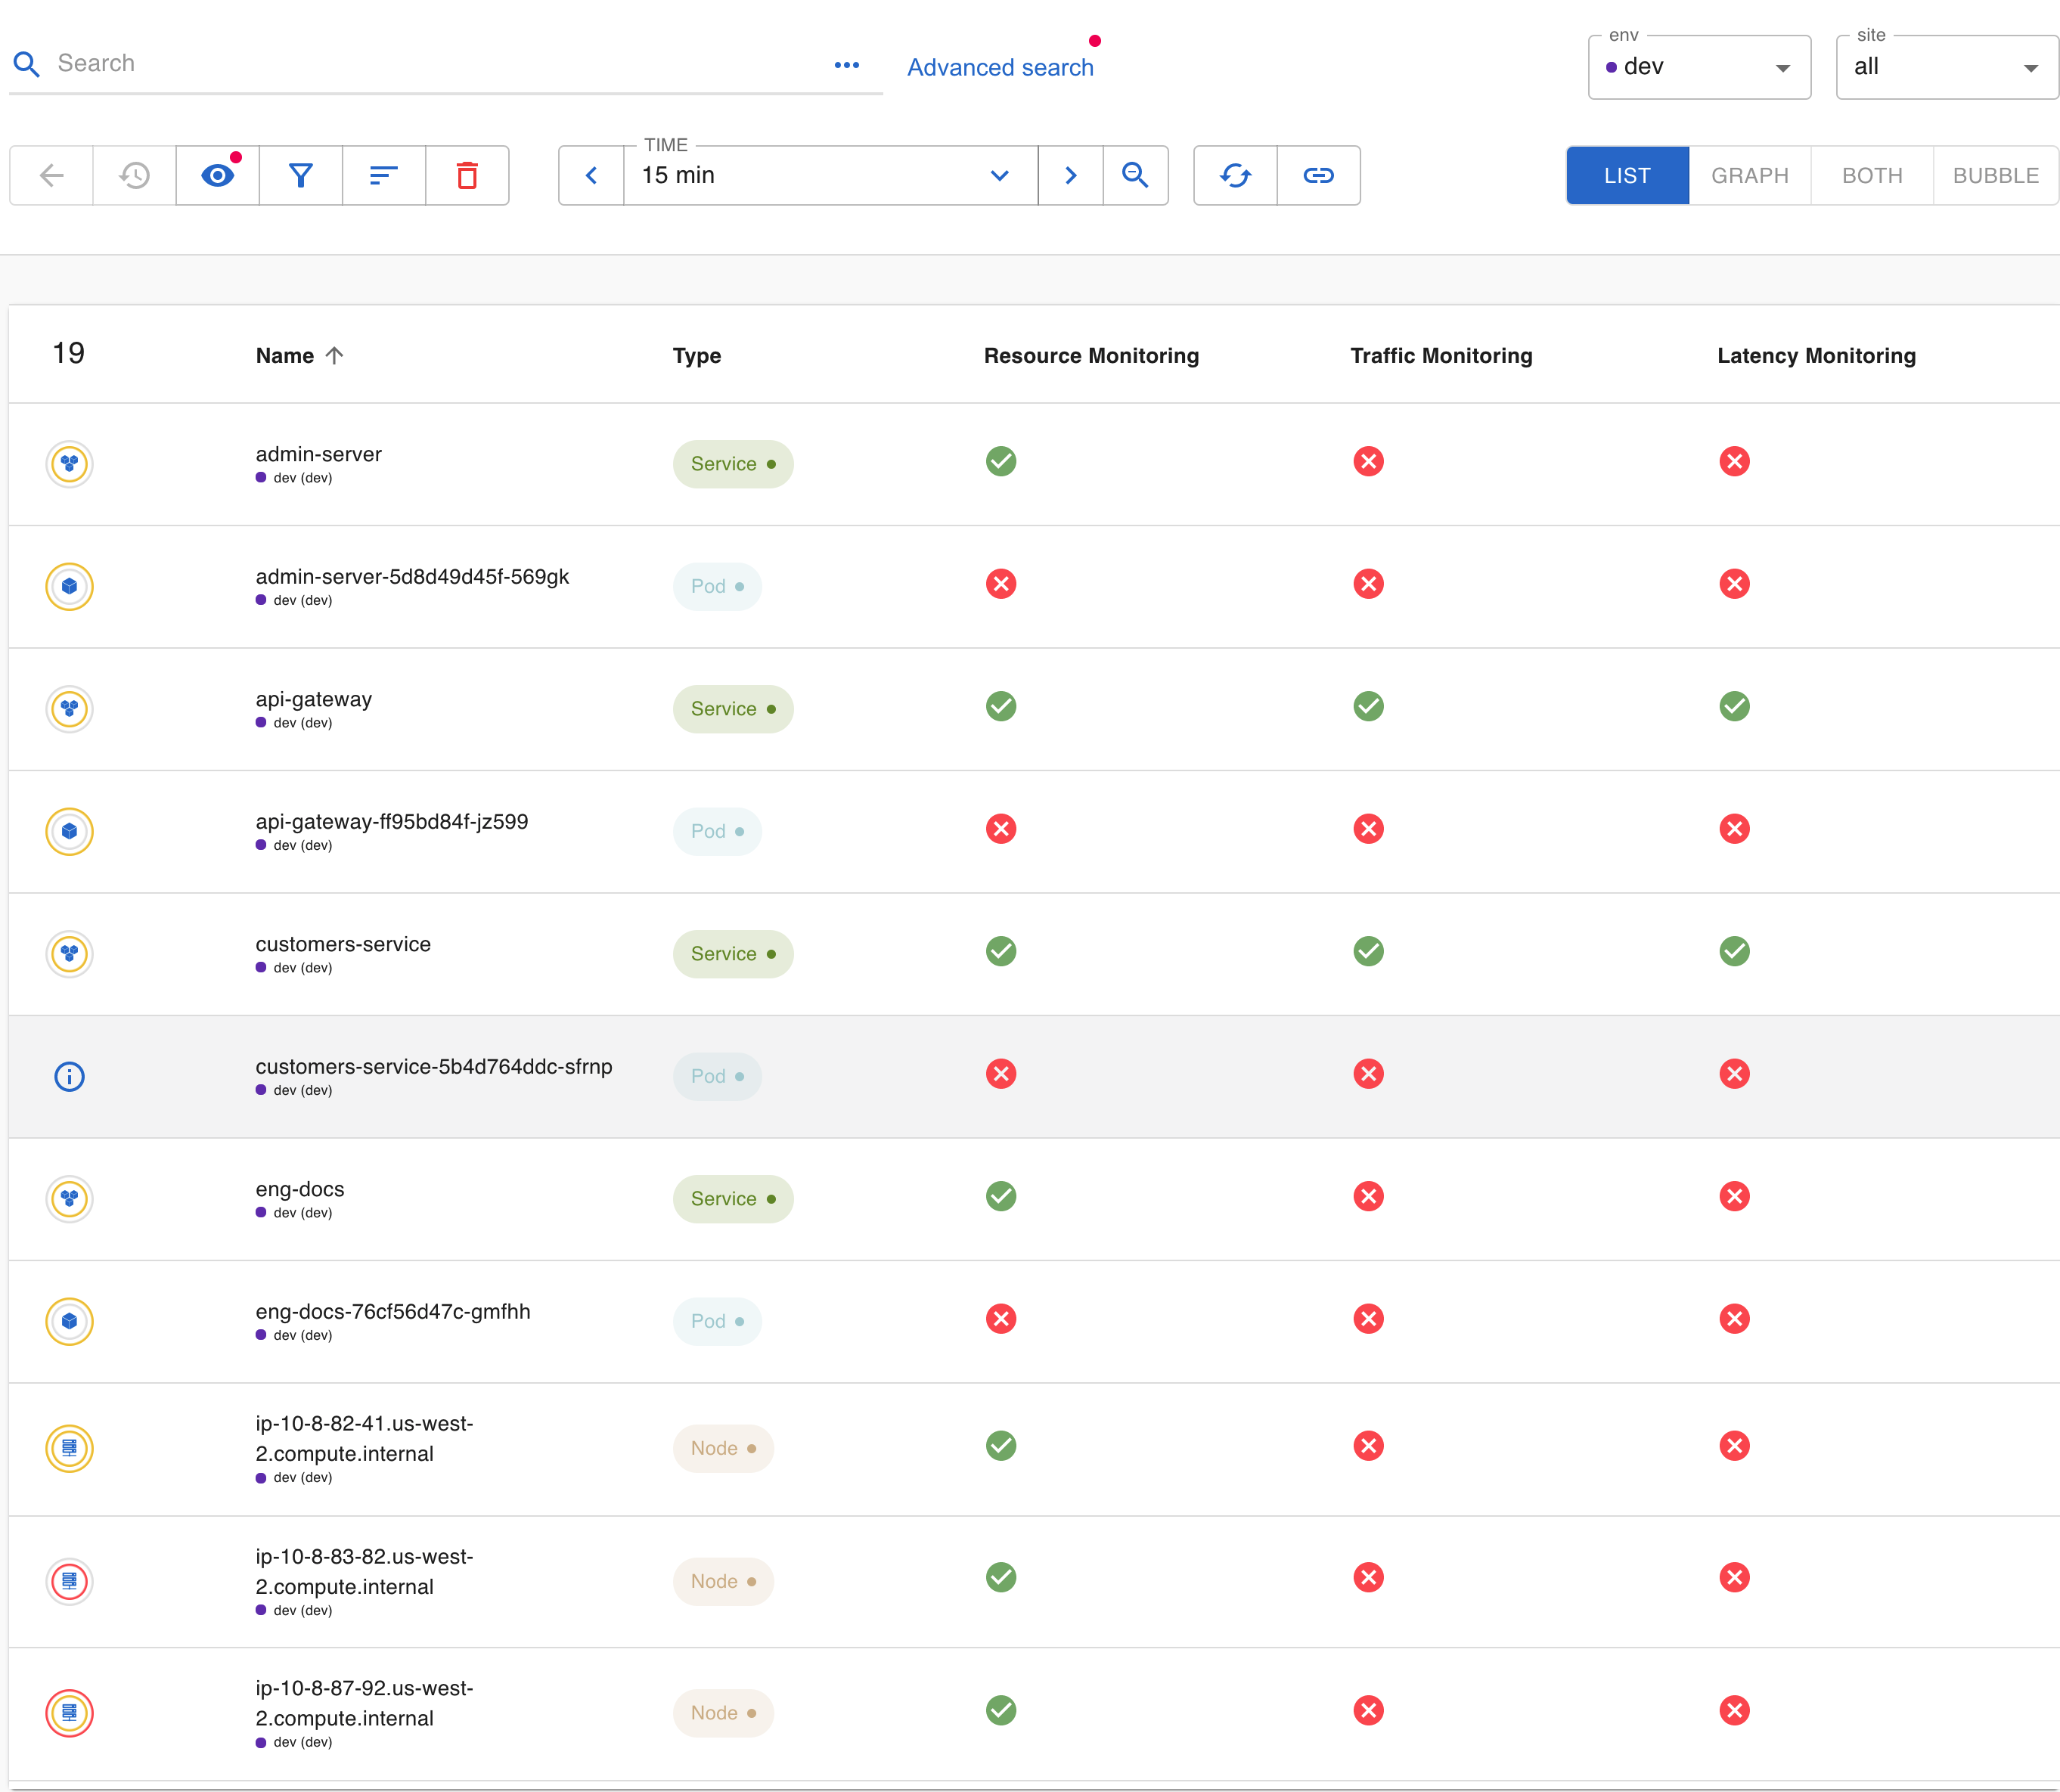 Search
Advanced search
env
dev
site
all
TIME
15 min
LIST
GRAPH
BOTH
BUBBLE
19
Name
Type
Resource Monitoring
Traffic Monitoring
Latency Monitoring
admin-server
dev (dev)
Service
admin-server-5d8d49d45f-569gk
dev (dev)
Pod
api-gateway
dev (dev)
Service
api-gateway-ff95bd84f-jz599
dev (dev)
Pod
customers-service
dev (dev)
Service
customers-service-5b4d764ddc-sfrnp
dev (dev)
Pod
eng-docs
dev (dev)
Service
eng-docs-76cf56d47c-gmfhh
dev (dev)
Pod
ip-10-8-82-41.us-west-
2.compute.internal
dev (dev)
Node
ip-10-8-83-82.us-west-
2.compute.internal
dev (dev)
Node
ip-10-8-87-92.us-west-
2.compute.internal
dev (dev)
Node